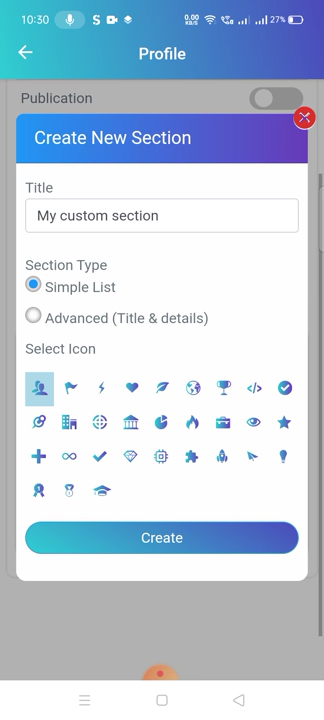 10:30
S
0.00
KB/S
27%
Profile
Publication
Create New Section
Title
My custom section
Section Type
Simple List
Advanced (Title & details)
Select Icon
Create